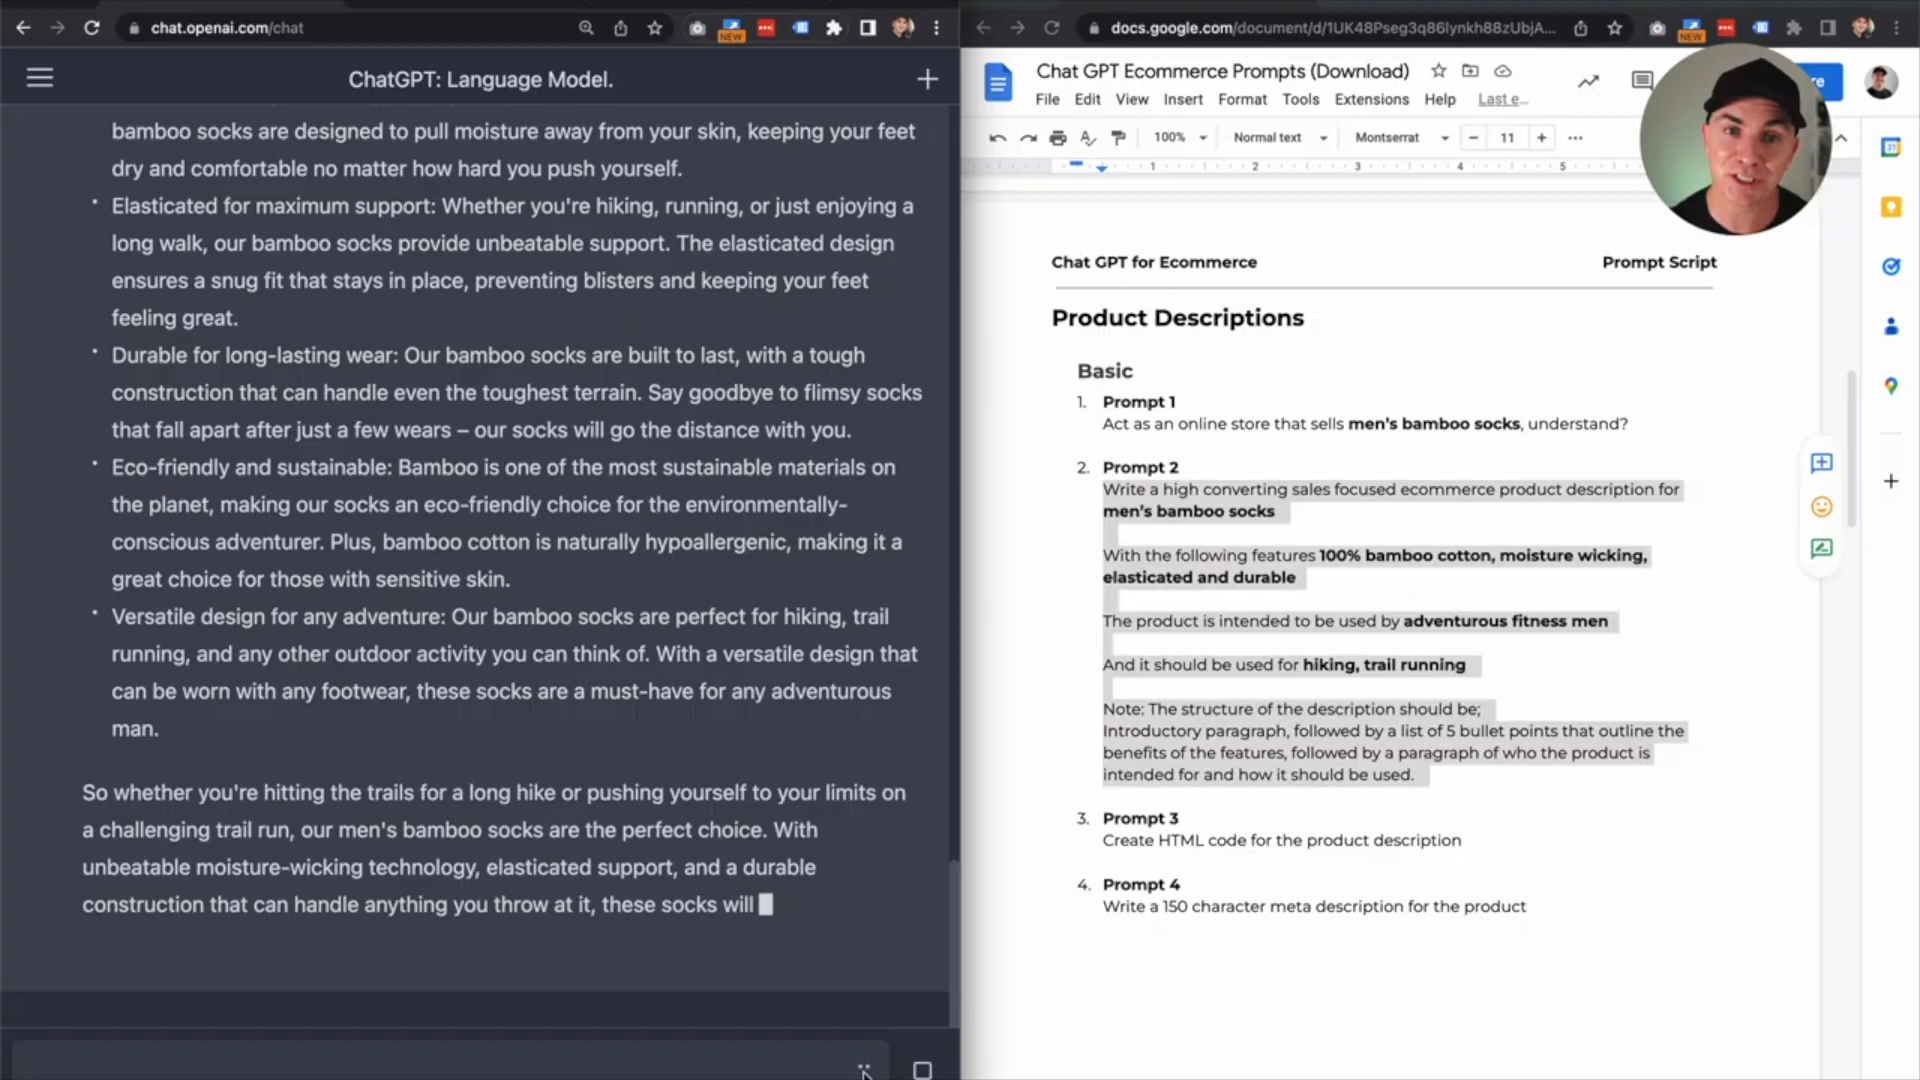 chat.openai.com/chat
NEW
docs.google.com/document/d/1UK48Pseg3q86lynkh88zUbjA...
NEW
ChatGPT: Language Model.
bamboo socks are designed to pull moisture away from your skin, keeping your feet
dry and comfortable no matter how hard you push yourself.
Elasticated for maximum support: Whether you're hiking, running, or just enjoying a
long walk, our bamboo socks provide unbeatable support. The elasticated design
ensures a snug fit that stays in place, preventing blisters and keeping your feet
feeling great.
Durable for long-lasting wear: Our bamboo socks are built to last, with a tough
construction that can handle even the toughest terrain. Say goodbye to flimsy socks
that fall apart after just a few wears – our socks will go the distance with you.
Eco-friendly and sustainable: Bamboo is one of the most sustainable materials on
the planet, making our socks an eco-friendly choice for the environmentally-
conscious adventurer. Plus, bamboo cotton is naturally hypoallergenic, making it a
great choice for those with sensitive skin.
Versatile design for any adventure: Our bamboo socks are perfect for hiking, trail
running, and any other outdoor activity you can think of. With a versatile design that
can be worn with any footwear, these socks are a must-have for any adventurous
man.
So whether you're hitting the trails for a long hike or pushing yourself to your limits on
a challenging trail run, our men's bamboo socks are the perfect choice. With
unbeatable moisture-wicking technology, elasticated support, and a durable
construction that can handle anything you throw at it, these socks will
Chat GPT Ecommerce Prompts (Download)
File Edit View Insert Format Tools Extensions Help Last e...
100% Normal text Montserrat − 11 +
1 2 3 4 5
31
Chat GPT for Ecommerce Prompt Script
Product Descriptions
Basic
1. Prompt 1
Act as an online store that sells men's bamboo socks, understand?
2. Prompt 2
Write a high converting sales focused ecommerce product description for
men's bamboo socks
With the following features 100% bamboo cotton, moisture wicking,
elasticated and durable
The product is intended to be used by adventurous fitness men
And it should be used for hiking, trail running
Note: The structure of the description should be;
Introductory paragraph, followed by a list of 5 bullet points that outline the
benefits of the features, followed by a paragraph of who the product is
intended for and how it should be used.
3. Prompt 3
Create HTML code for the product description
4. Prompt 4
Write a 150 character meta description for the product